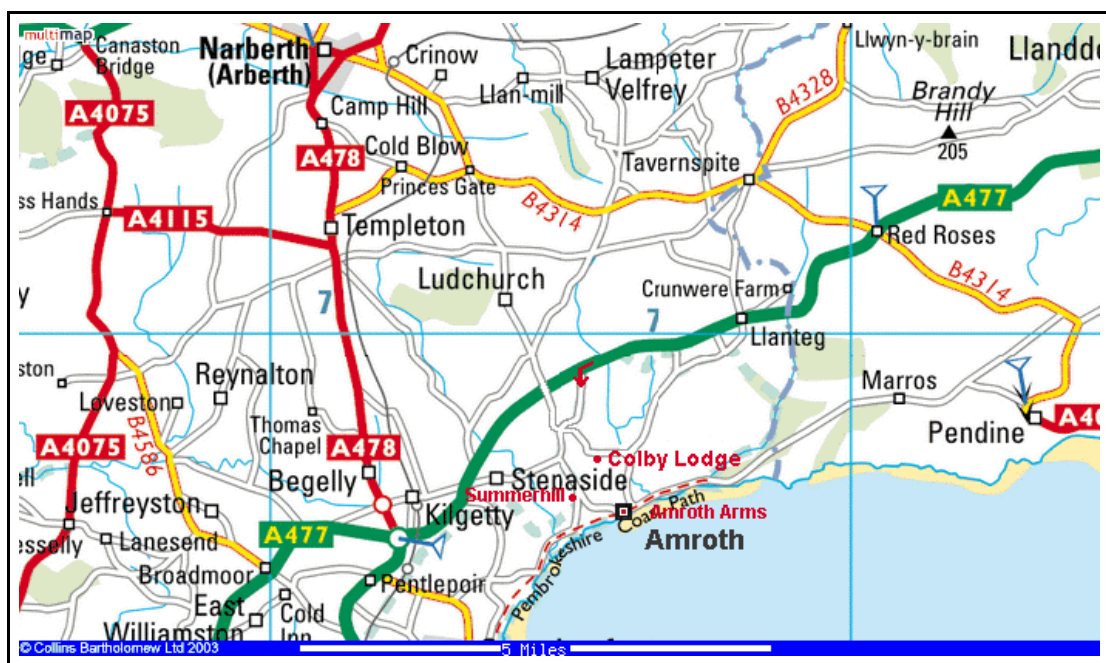 multimap
Canaston
Bridge
Narberth
(Arberth)
Crinow
Llan-mill
Lampeter
Velfrey
Llwyn-y-brain
Brandy
Hill
205
B4328
A4075
Camp Hill
A478
Cold Blow
Princes Gate
Tavernspite
A477
ss Hands
A4115
Templeton
B4314
Red Roses
Ludchurch
Crunwere Farm
B4314
7
7
Llanteg
Reynalton
Loveston
Thomas
Chapel
Marros
Pendine
B4586
A4075
A478
Begelly
Colby Lodge
Stepaside
Summerhill
Jeffreyston
Kilgetty
Amroth Arms
Pembrokeshire Coast Path
Amroth
A477
Lanesend
Broadmoor
Pentlepoir
East
Williamston
Cold
Inn
© Collins Bartholomew Ltd 2003
5 Miles